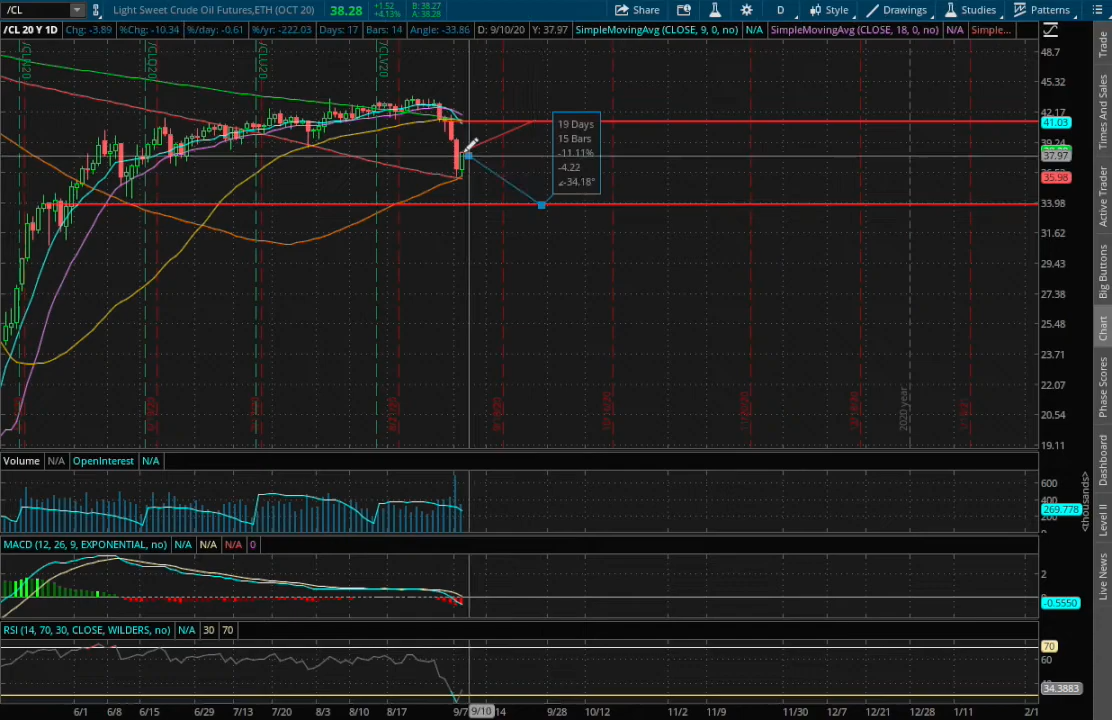 /CL Light Sweet Crude Oil Futures,ETH (OCT 20) 38.28 +1.52 +4.13% B: 38.27 A: 38.28 Share D Style Drawings Studies Patterns
/CL 20 Y 1D Chg: -3.89 %Chg: -10.34 %/day: -0.61 %/yr: -222.03 Days: 17 Bars: 14 Angle: -33.86 D: 9/10/20 Y: 37.97 SimpleMovingAvg (CLOSE, 9, 0, no) N/A SimpleMovingAvg (CLOSE, 18, 0, no) N/A Simple...
/CLN20
/CLQ20
/CLU20
/CLV20
19 Days
15 Bars
-11.11%
-4.22
∠-34.18°
48.7
45.32
42.17
41.03
39.24
37.97
35.98
33.98
31.62
29.43
27.38
25.48
23.71
22.07
20.54
19.11
2020 year
Volume N/A OpenInterest N/A
600
400
269.778
200
<thousands>
MACD (12, 26, 9, EXPONENTIAL, no) N/A N/A N/A 0
2
-0.5550
RSI (14, 70, 30, CLOSE, WILDERS, no) N/A 30 70
70
60
34.3883
6/1 6/8 6/15 6/29 7/13 7/20 8/3 8/10 8/17 9/7 9/10 14 9/28 10/12 11/2 11/9 11/30 12/7 12/21 12/28 1/11 2/1
Trade
Times And Sales
Active Trader
Big Buttons
Chart
Phase Scores
Dashboard
Level II
Live News